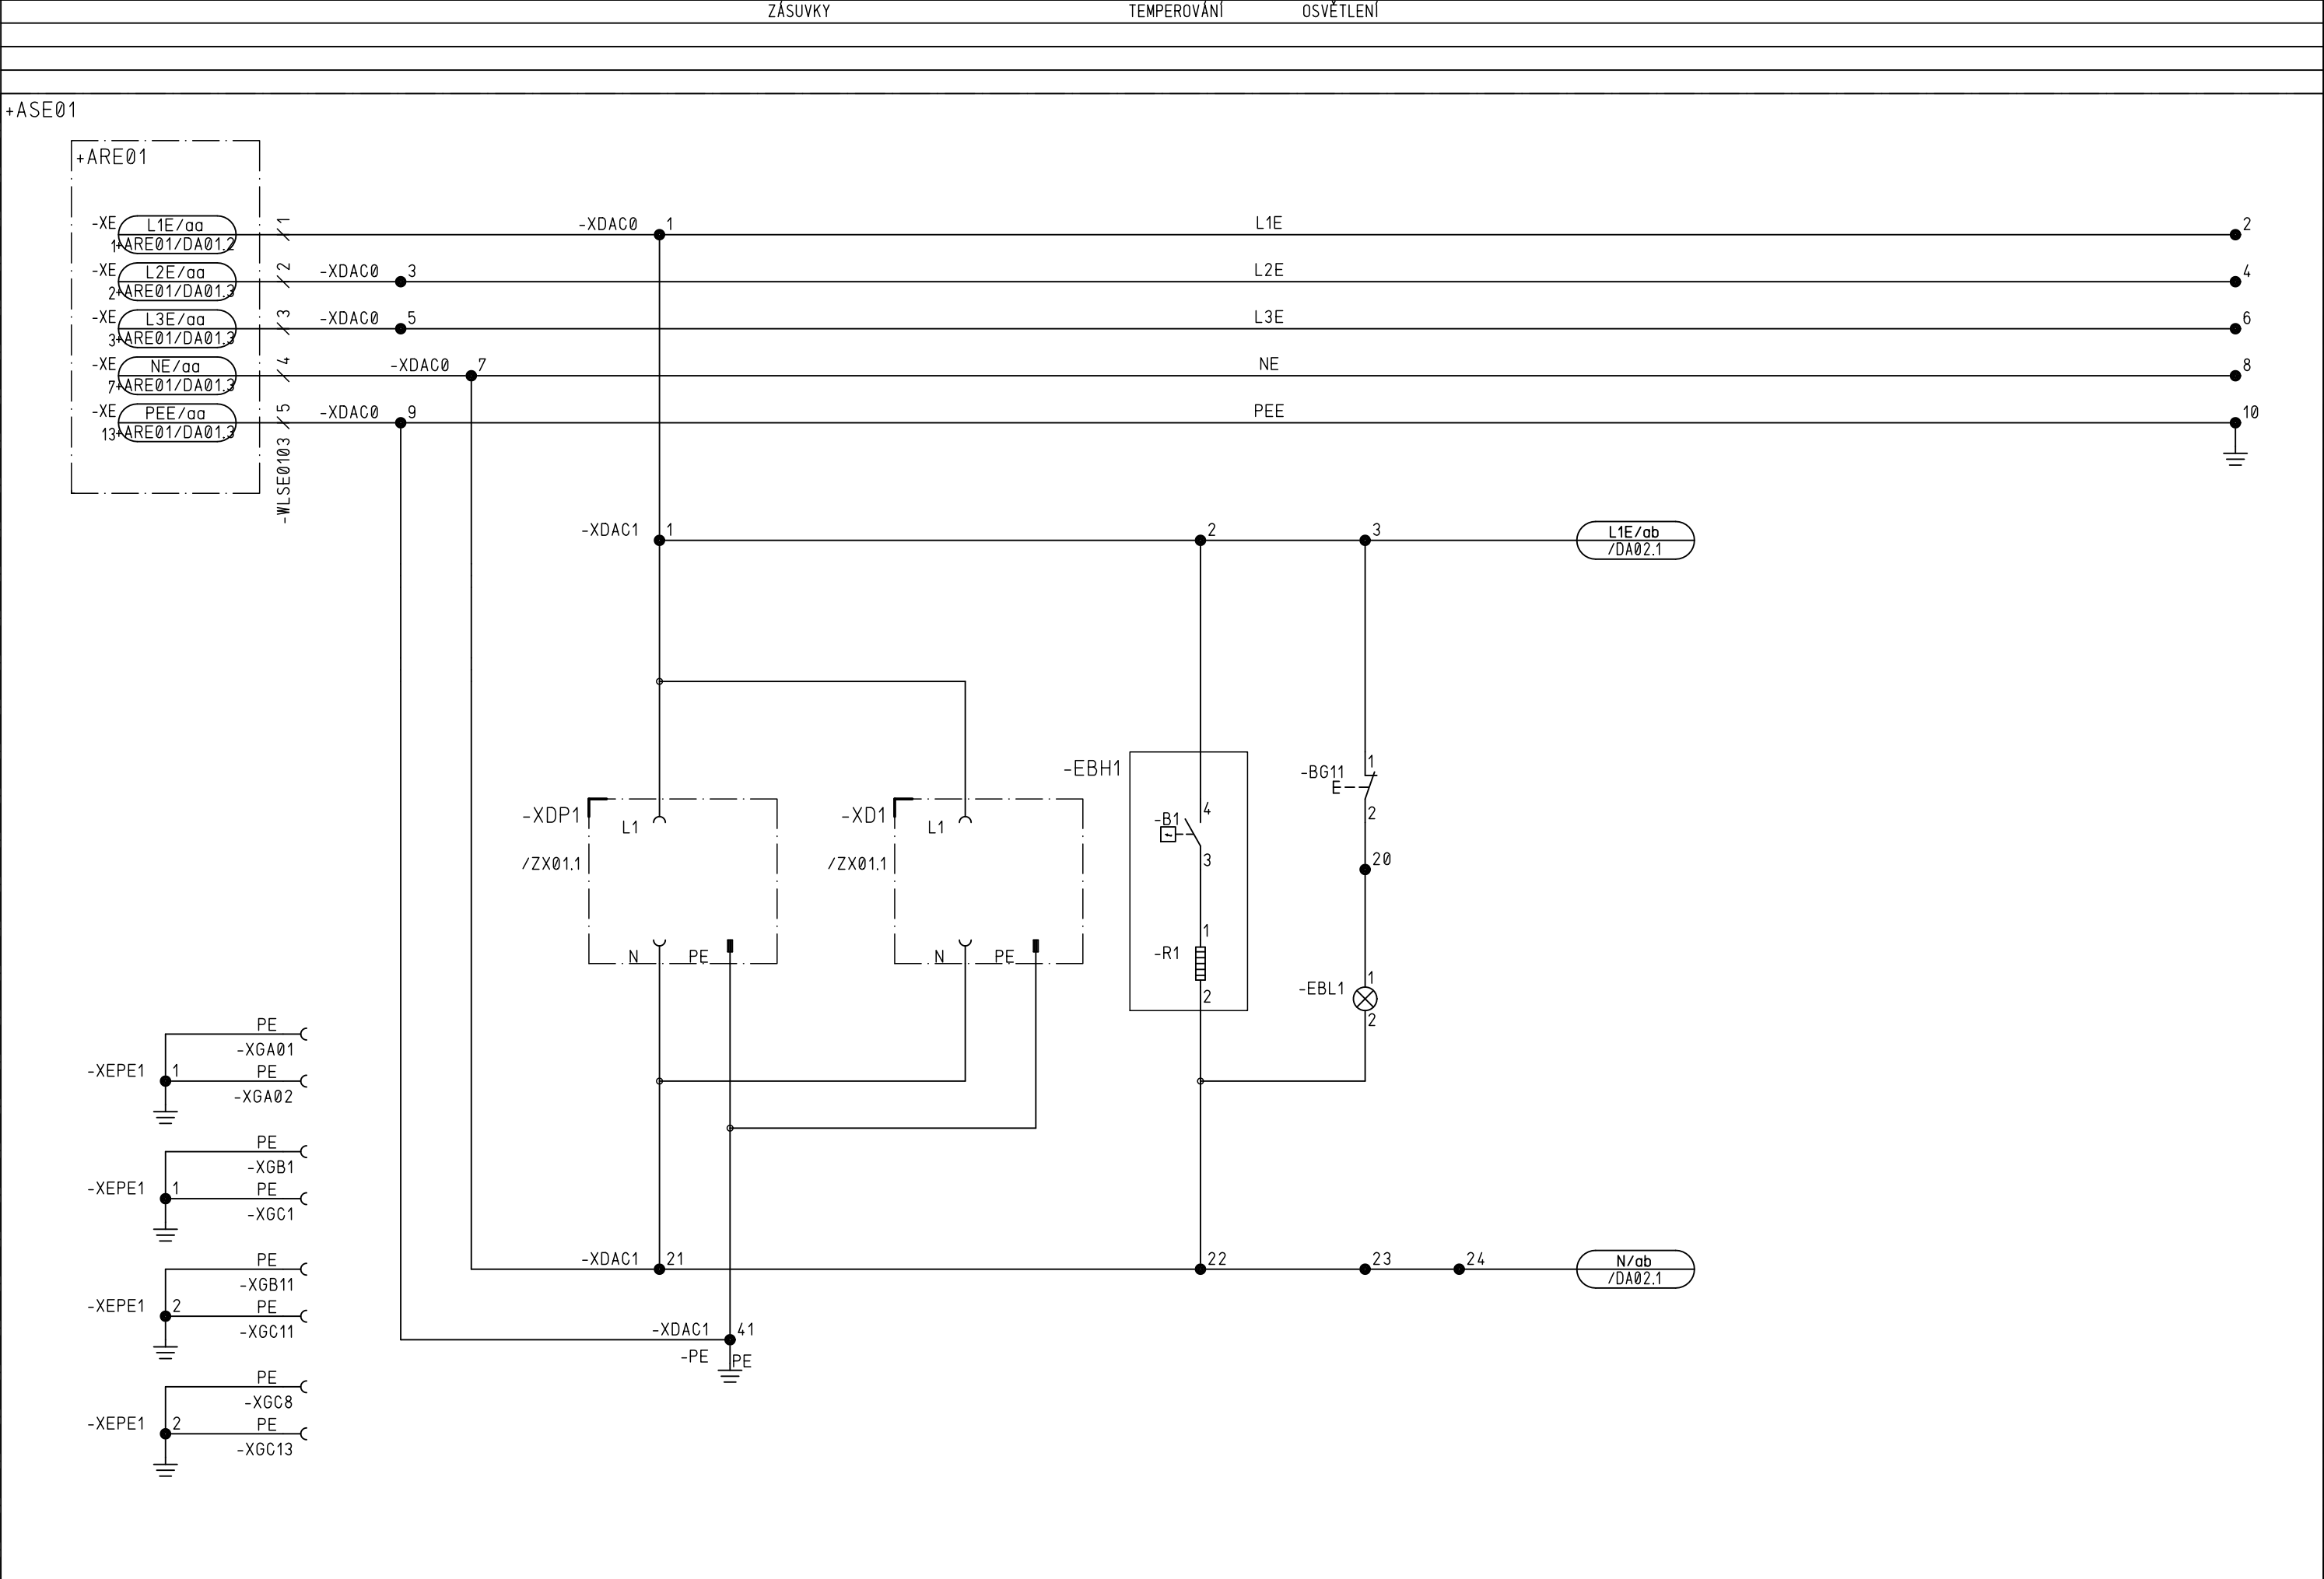 ZÁSUVKY TEMPEROVÁNÍ OSVĚTLENÍ
+ASE01
+ARE01
-XE L1E/aa 1 -XDAC0 1 L1E 2
1 +ARE01/DA01.2
-XE L2E/aa 2 -XDAC0 3 L2E 4
2 +ARE01/DA01.3
-XE L3E/aa 3 -XDAC0 5 L3E 6
3 +ARE01/DA01.3
-XE NE/aa 4 -XDAC0 7 NE 8
7 +ARE01/DA01.3
-XE PEE/aa 5 -XDAC0 9 PEE 10
13 +ARE01/DA01.3
-WLSE0103
-XDAC1 1 2 3 L1E/ab
/DA02.1
-EBH1 -BG11 1
2
-XDP1 L1 -XD1 L1 -B1 4
/ZX01.1 /ZX01.1 3 20
N PE N PE -R1 1
2
-EBL1 1
2
PE
-XGA01
-XEPE1 1 PE
-XGA02
PE
-XGB1
-XEPE1 1 PE
-XGC1
-XDAC1 21 22 23 24 N/ab
/DA02.1
PE
-XGB11
-XEPE1 2 PE
-XGC11
-XDAC1 41
-PE PE
PE
-XGC8
-XEPE1 2 PE
-XGC13